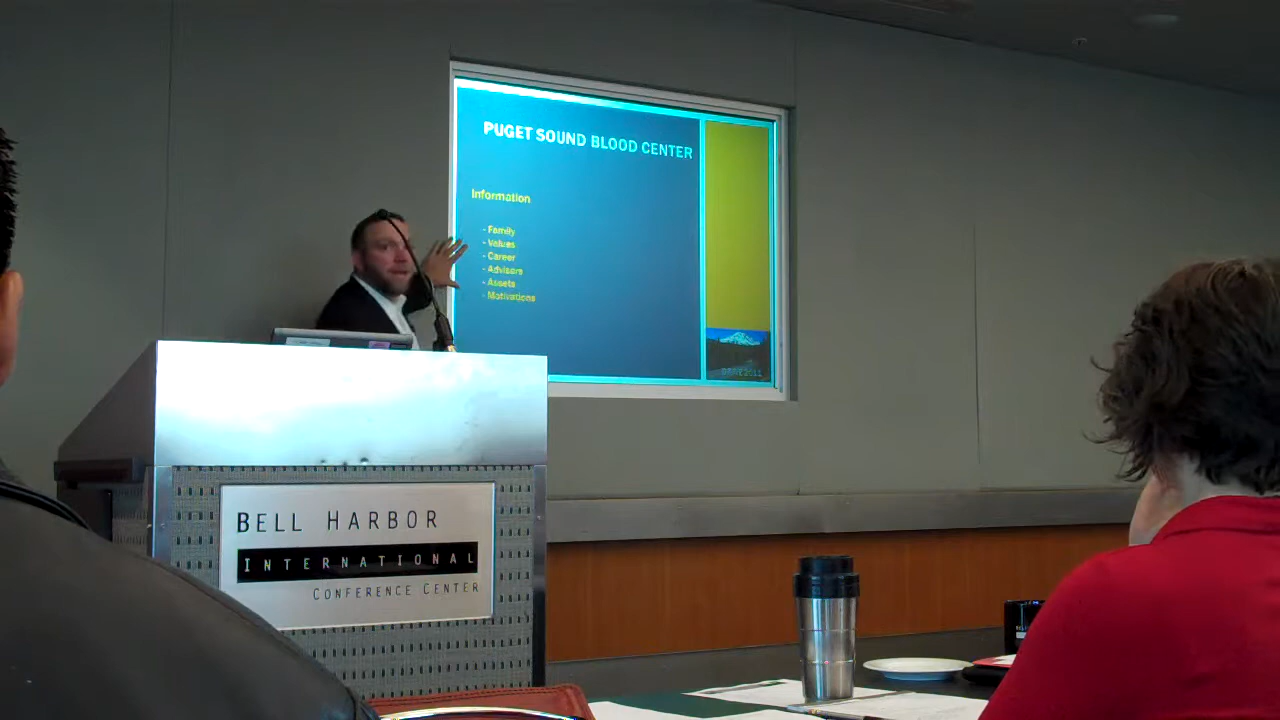 PUGET SOUND BLOOD CENTER
Information
- Family
- Values
- Career
- Advisors
- Assets
- Motivations
BELL HARBOR
INTERNATIONAL
CONFERENCE CENTER